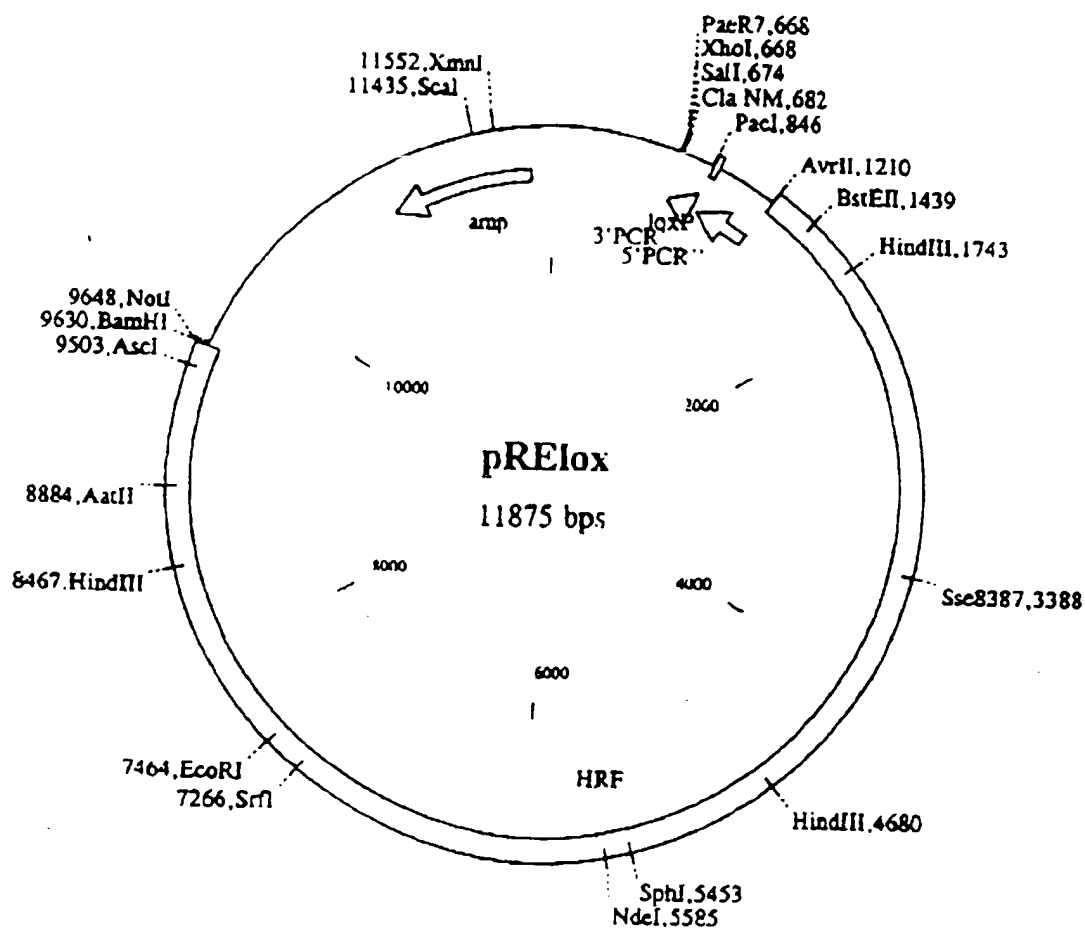 PaeR7,668
XhoI,668
SalI,674
Cla NM,682
PacI,846
11552,XmnI
11435,ScaI
AvrII,1210
BstEII,1439
HindIII,1743
amp
loxP
3'PCR
5'PCR
9648,NotI
9630,BamHI
9503,AscI
10000
2000
pRElox
11875 bps
8884,AatII
8467,HindIII
8000
4000
Sse8387,3388
6000
7464,EcoRI
7266,SrfI
HRF
HindIII,4680
SphI,5453
NdeI,5585